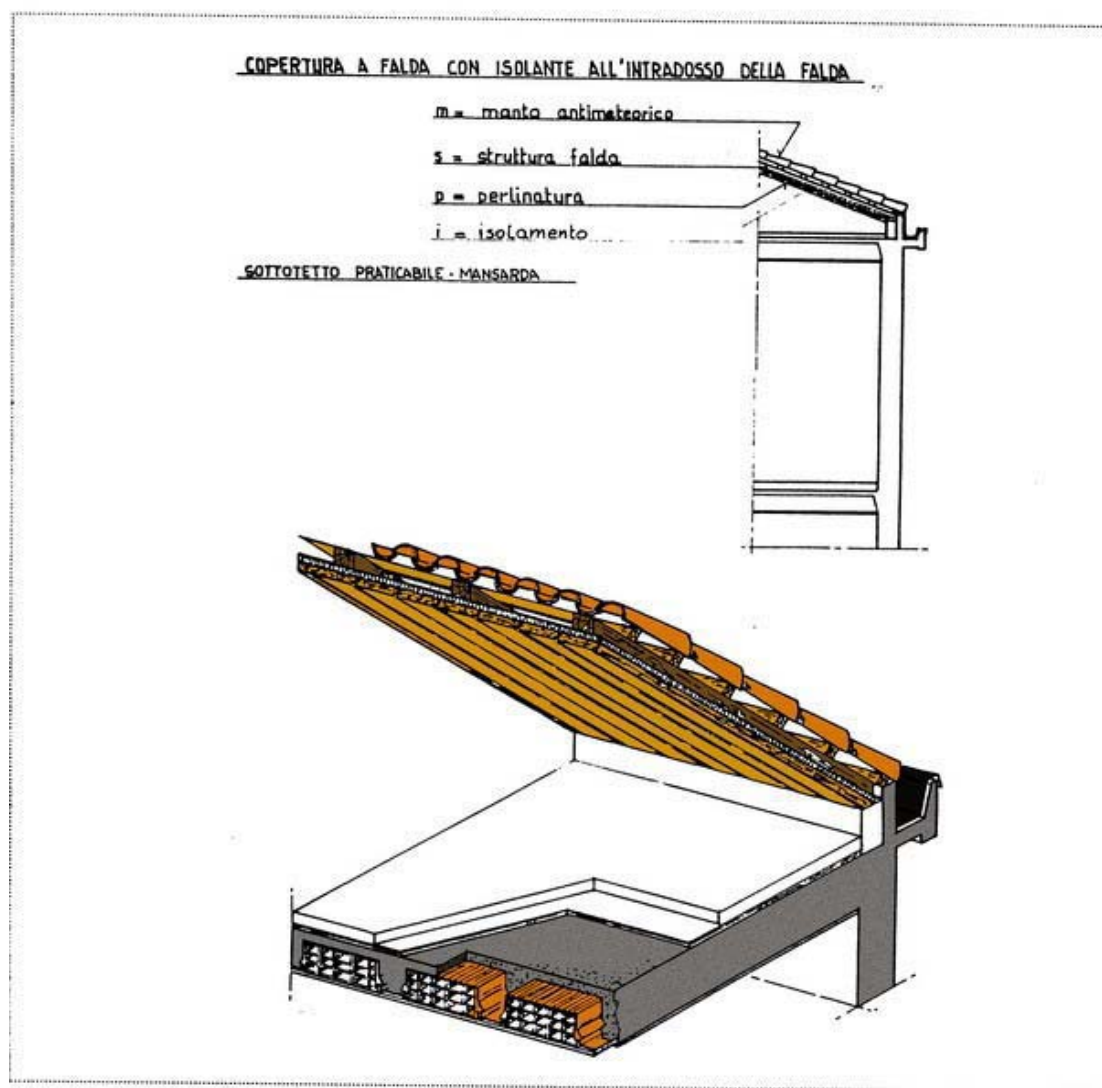 COPERTURA A FALDA CON ISOLANTE ALL'INTRADOSSO DELLA FALDA
m = manto antimeteorico
s = struttura falda
p = perlinatura
i = isolamento
SOTTOTETTO PRATICABILE - MANSARDA